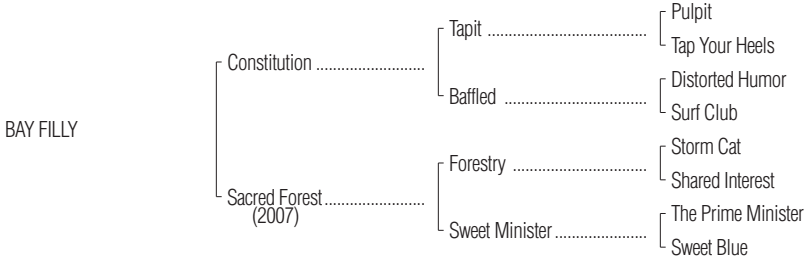 Pulpit
Tapit ......................................
Tap Your Heels
Constitution ..........................
Distorted Humor
Baffled ..................................
Surf Club
BAY FILLY
Storm Cat
Forestry ................................
Shared Interest
Sacred Forest........................
(2007)
The Prime Minister
Sweet Minister......................
Sweet Blue